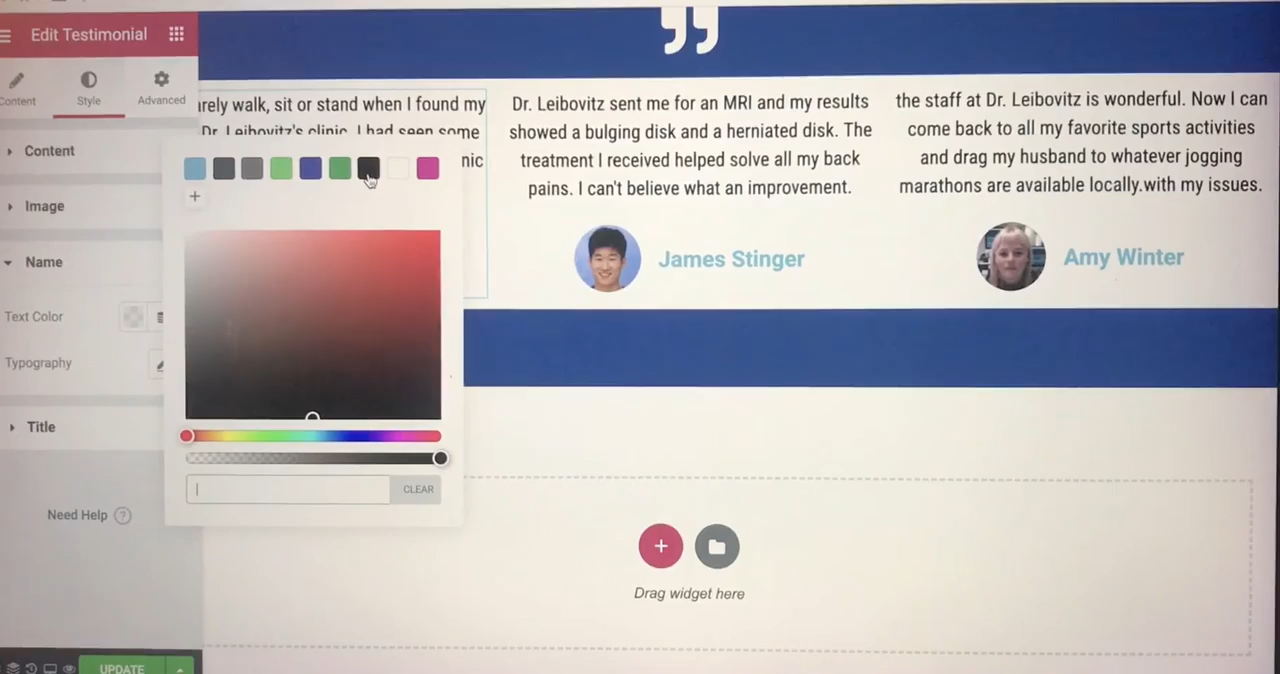 Edit Testimonial
Content
Style
Advanced
Content
Image
Name
Text Color
Typography
Title
Need Help ?
UPDATE
CLEAR
arely walk, sit or stand when I found my
Dr. Leibovitz's clinic. I had seen some
nic
Dr. Leibovitz sent me for an MRI and my results
showed a bulging disk and a herniated disk. The
treatment I received helped solve all my back
pains. I can't believe what an improvement.
James Stinger
the staff at Dr. Leibovitz is wonderful. Now I can
come back to all my favorite sports activities
and drag my husband to whatever jogging
marathons are available locally.with my issues.
Amy Winter
Drag widget here